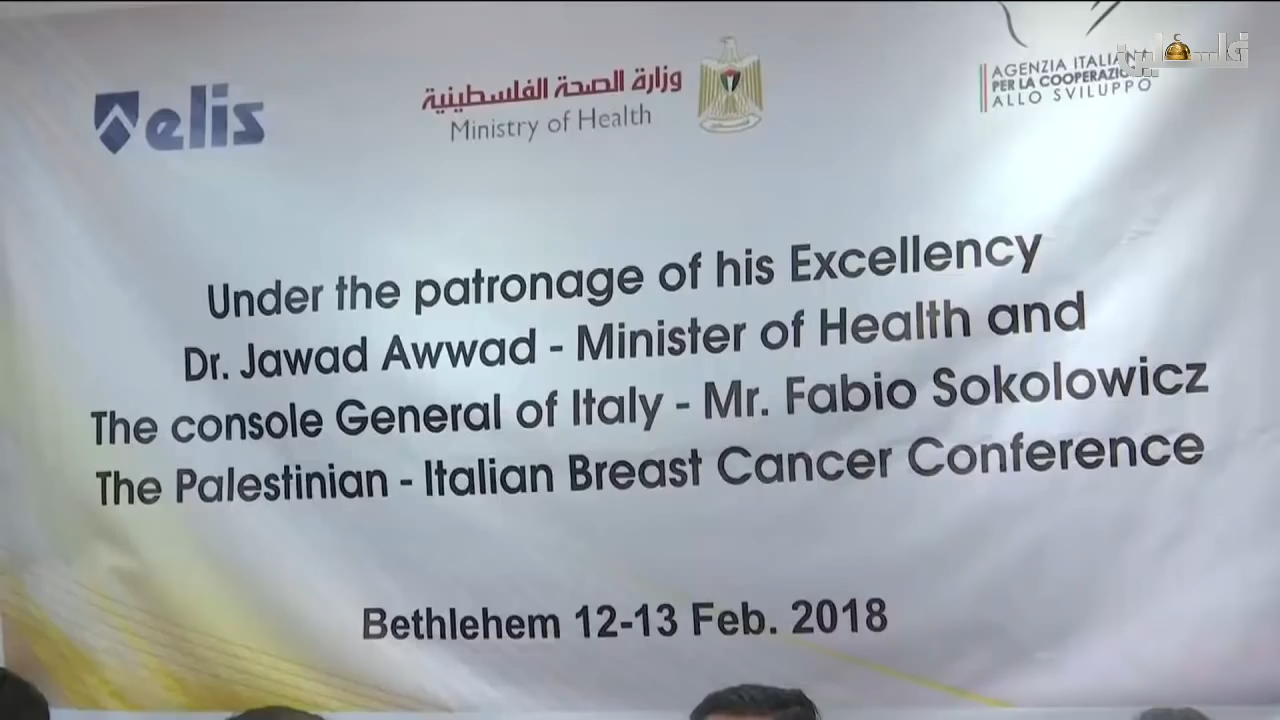 elis
وزارة الصحة الفلسطينية
Ministry of Health
AGENZIA ITALIANA
PER LA COOPERAZIONE
ALLO SVILUPPO
فلسطين
Under the patronage of his Excellency
Dr. Jawad Awwad - Minister of Health and
The console General of Italy - Mr. Fabio Sokolowicz
The Palestinian - Italian Breast Cancer Conference
Bethlehem 12-13 Feb. 2018